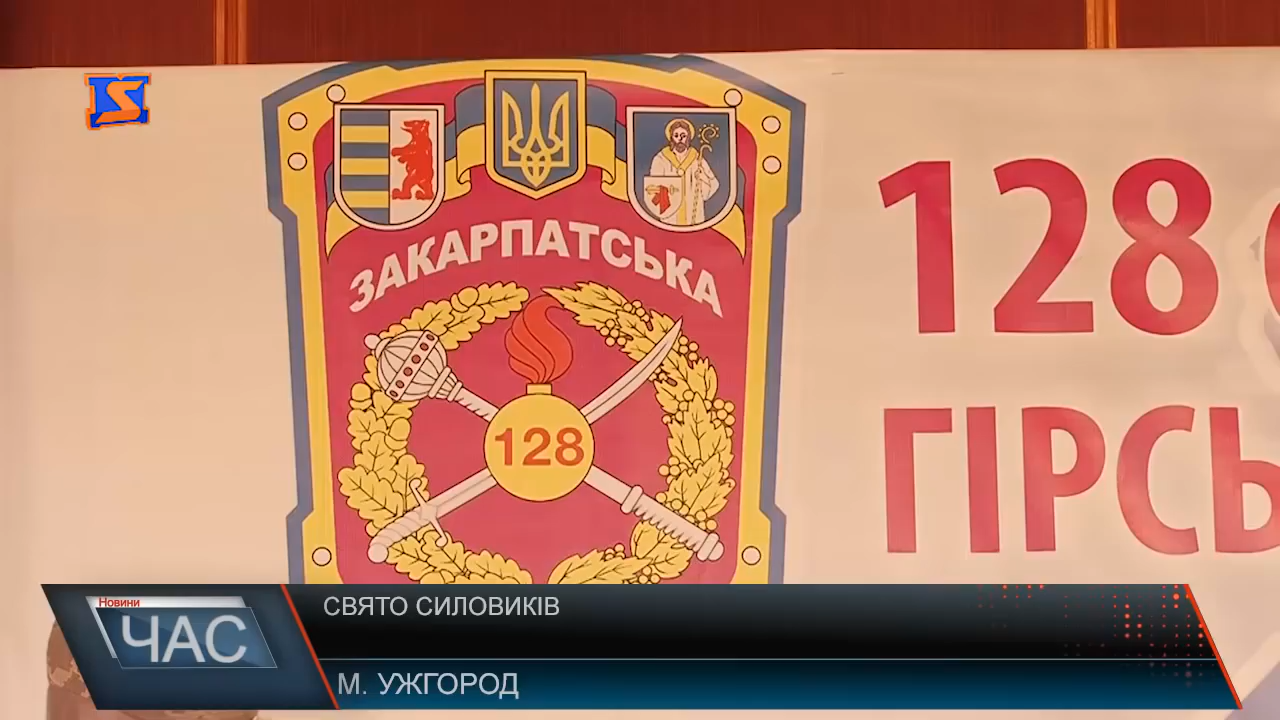 ЗАКАРПАТСЬКА
128
128
ГІРСЬ
Новини
ЧАС
СВЯТО СИЛОВИКІВ
М. УЖГОРОД